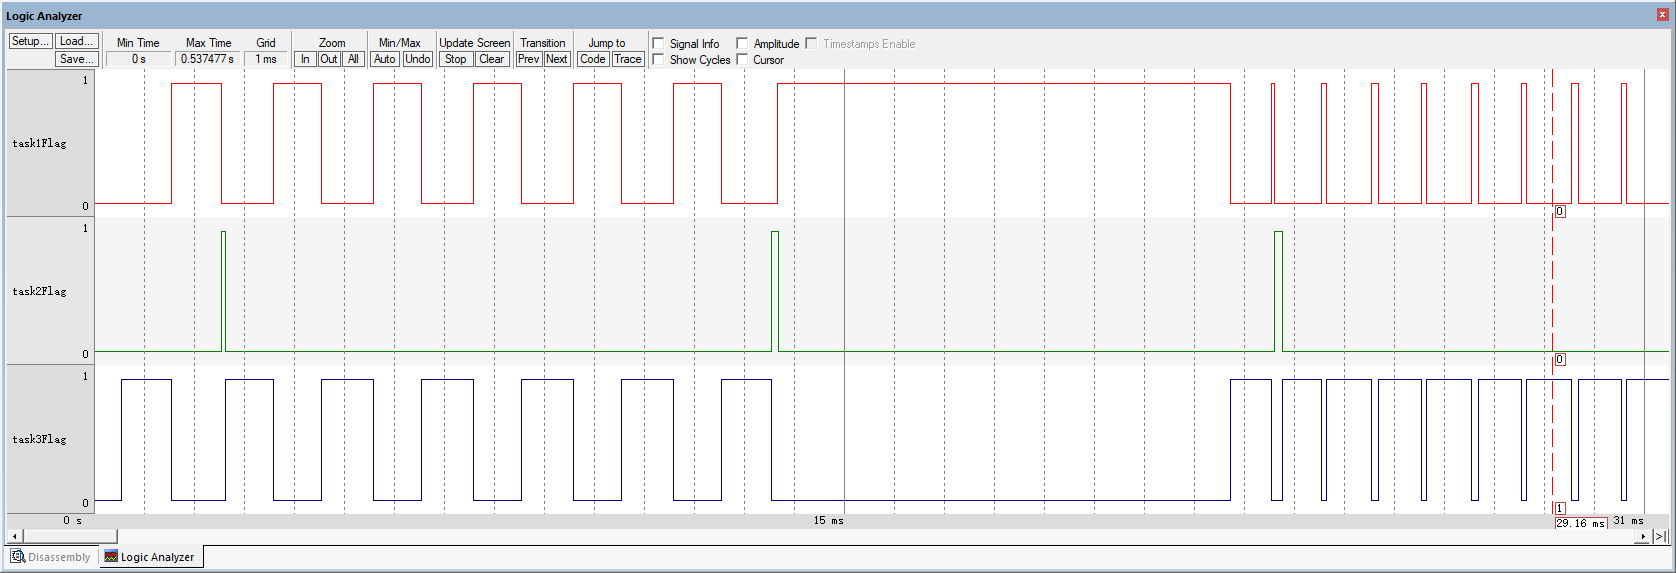 Logic Analyzer
Setup... Load... Min Time Max Time Grid Zoom Min/Max Update Screen Transition Jump to Signal Info Amplitude Timestamps Enable
Save... 0 s 0.537477 s 1 ms In Out All Auto Undo Stop Clear Prev Next Code Trace Show Cycles Cursor
1
task1Flag
0
0
1
task2Flag
0
0
1
task3Flag
0
1
0 s 15 ms 29.16 ms 31 ms
Disassembly Logic Analyzer